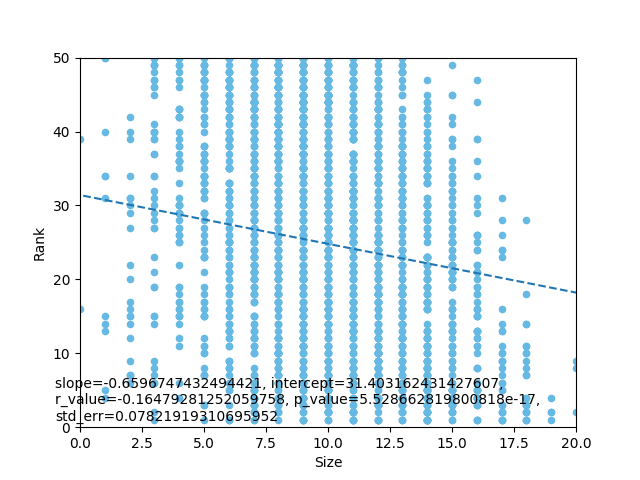 50
40
30
20
10
0
Rank
slope=-0.6596747432494421, intercept=31.403162431427607,
r_value=-0.16479281252059758, p_value=5.528662819800818e-17,
std_err=0.07821919310695952
0.0 2.5 5.0 7.5 10.0 12.5 15.0 17.5 20.0
Size